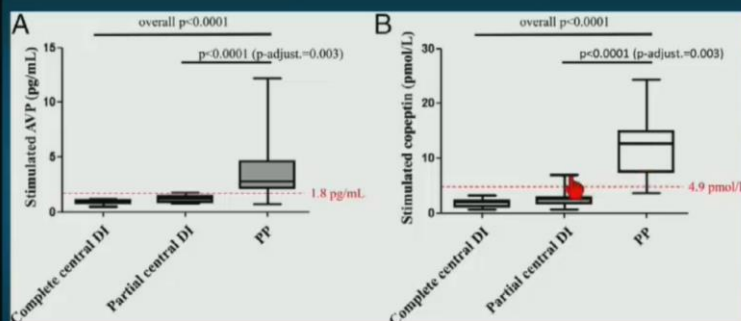 A
overall p<0.0001
p<0.0001 (p-adjust.=0.003)
Stimulated AVP (pg/mL)
15
10
5
0
1.8 pg/mL
Complete central DI
Partial central DI
PP
B
overall p<0.0001
p<0.0001 (p-adjust.=0.003)
Stimulated copeptin (pmol/L)
30
20
10
0
4.9 pmol/l
Complete central DI
Partial central DI
PP